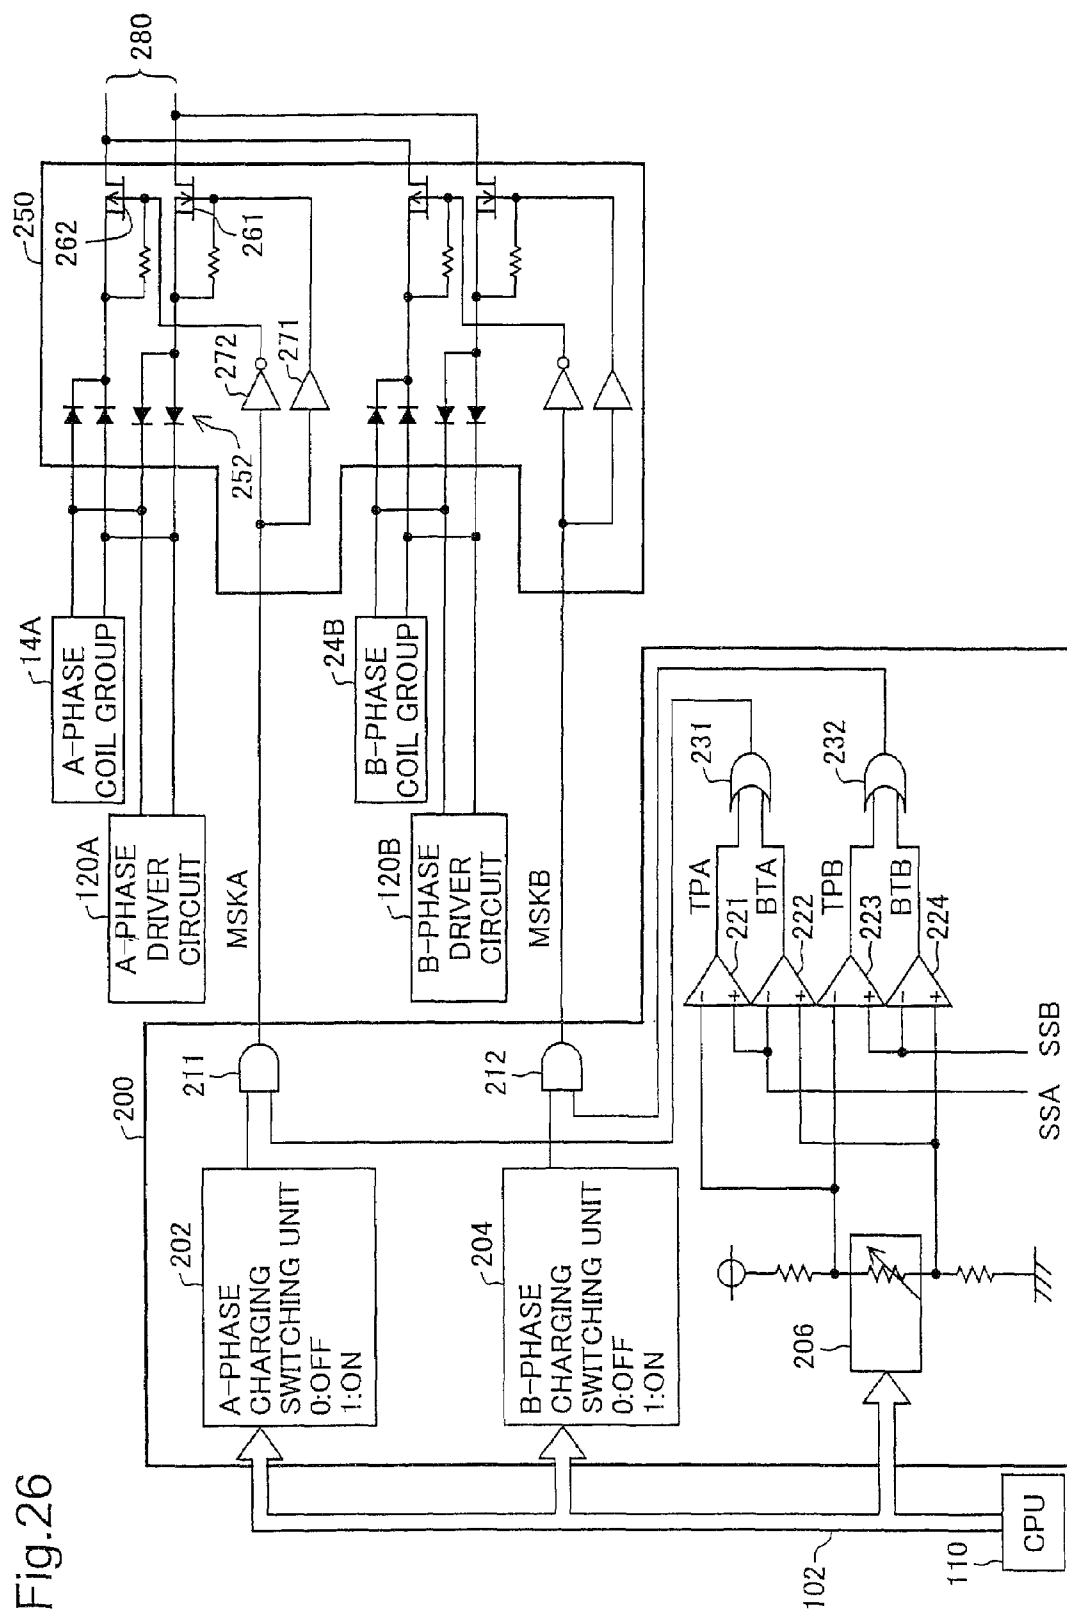 Fig.26
200
202
A-PHASE
CHARGING
SWITCHING UNIT
0:OFF
1:ON
204
B-PHASE
CHARGING
SWITCHING UNIT
0:OFF
1:ON
206
102
110
CPU
211
212
MSKA
MSKB
120A
A-PHASE
DRIVER
CIRCUIT
14A
A-PHASE
COIL GROUP
120B
B-PHASE
DRIVER
CIRCUIT
24B
B-PHASE
COIL GROUP
250
252
262
261
272
271
280
TPA
221
BTA
222
TPB
223
BTB
224
231
232
-
+
-
+
-
+
-
+
SSA
SSB